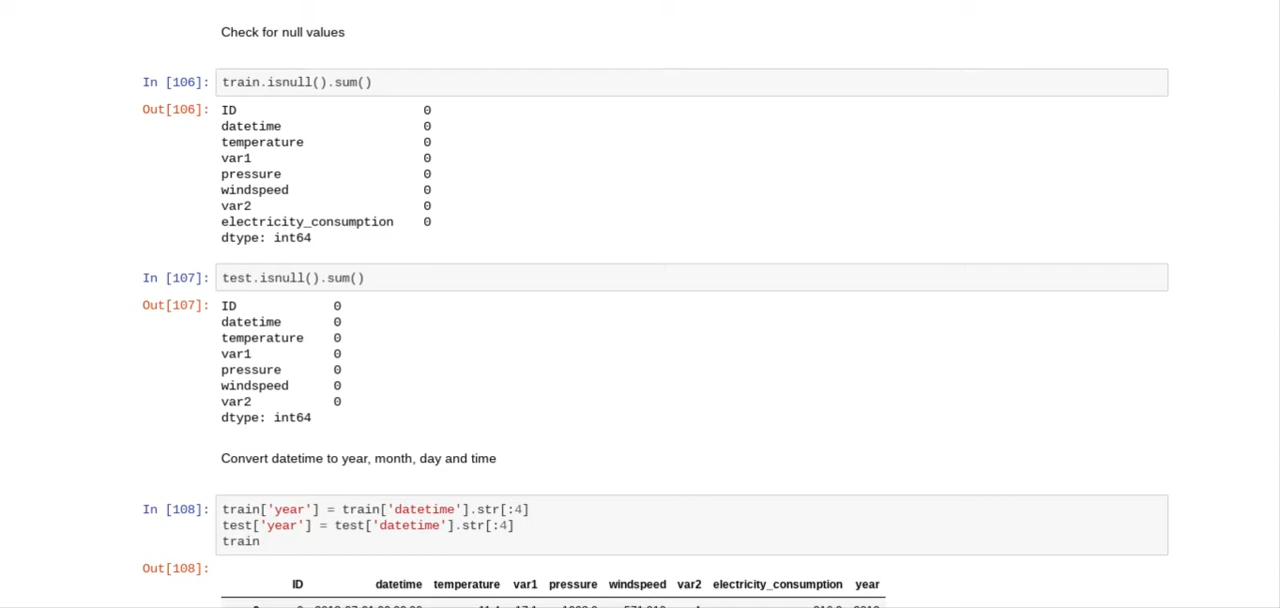 Check for null values
In [106]: train.isnull().sum()
Out[106]: ID 0
datetime 0
temperature 0
var1 0
pressure 0
windspeed 0
var2 0
electricity_consumption 0
dtype: int64
In [107]: test.isnull().sum()
Out[107]: ID 0
datetime 0
temperature 0
var1 0
pressure 0
windspeed 0
var2 0
dtype: int64
Convert datetime to year, month, day and time
In [108]: train['year'] = train['datetime'].str[:4]
test['year'] = test['datetime'].str[:4]
train
Out[108]:
ID datetime temperature var1 pressure windspeed var2 electricity_consumption year